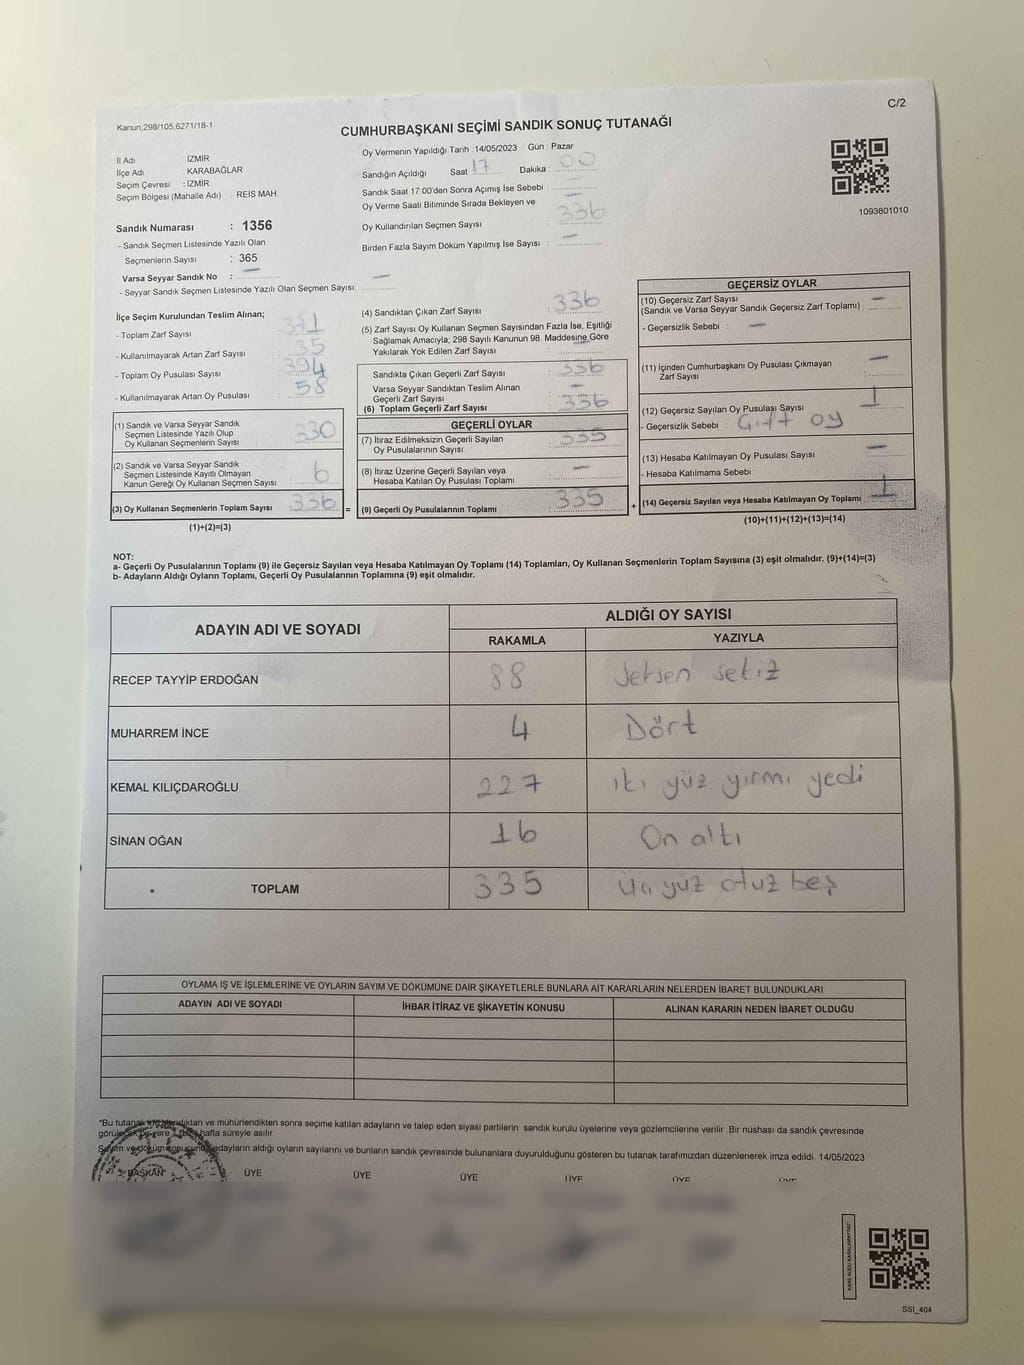 C/2
Kanun,298/105,6271/18-1
CUMHURBAŞKANI SEÇİMİ SANDIK SONUÇ TUTANAĞI
İl Adı : İZMİR
İlçe Adı : KARABAĞLAR
Seçim Çevresi : İZMİR
Seçim Bölgesi (Mahalle Adı) : REİS MAH.
Oy Vermenin Yapıldığı Tarih : 14/05/2023 Gün : Pazar
Sandığın Açıldığı Saat : 17 Dakika : 00
Sandık Saat 17.00'den Sonra Açımış İse Sebebi : —
Oy Verme Saati Bitiminde Sırada Bekleyen ve
Oy Kullandırılan Seçmen Sayısı : 336
Birden Fazla Sayım Döküm Yapılmış İse Sayısı : —
1093801010
Sandık Numarası : 1356
- Sandık Seçmen Listesinde Yazılı Olan
Seçmenlerin Sayısı : 365
Varsa Seyyar Sandık No : —
- Seyyar Sandık Seçmen Listesinde Yazılı Olan Seçmen Sayısı: —
İlçe Seçim Kurulundan Teslim Alınan;
- Toplam Zarf Sayısı : 371
- Kullanılmayarak Artan Zarf Sayısı : 35
- Toplam Oy Pusulası Sayısı : 394
- Kullanılmayarak Artan Oy Pusulası : 58
(1) Sandık ve Varsa Seyyar Sandık
Seçmen Listesinde Yazılı Olup
Oy Kullanan Seçmenlerin Sayısı : 330
(2) Sandık ve Varsa Seyyar Sandık
Seçmen Listesinde Kayıtlı Olmayan
Kanun Gereği Oy Kullanan Seçmen Sayısı : 6
(3) Oy Kullanan Seçmenlerin Toplam Sayısı : 336 =
(1)+(2)=(3)
(4) Sandıktan Çıkan Zarf Sayısı : 336
(5) Zarf Sayısı Oy Kullanan Seçmen Sayısından Fazla İse, Eşitliği
Sağlamak Amacıyla; 298 Sayılı Kanunun 98. Maddesine Göre
Yakılarak Yok Edilen Zarf Sayısı : —
Sandıkta Çıkan Geçerli Zarf Sayısı : 336
Varsa Seyyar Sandıktan Teslim Alınan
Geçerli Zarf Sayısı : —
(6) Toplam Geçerli Zarf Sayısı : 336
GEÇERLİ OYLAR
(7) İtiraz Edilmeksizin Geçerli Sayılan
Oy Pusulalarının Sayısı : 335
(8) İtiraz Üzerine Geçerli Sayılan veya
Hesaba Katılan Oy Pusulası Toplamı : —
(9) Geçerli Oy Pusulalarının Toplamı : 335 +
GEÇERSİZ OYLAR
(10) Geçersiz Zarf Sayısı
(Sandık ve Varsa Seyyar Sandık Geçersiz Zarf Toplamı) : —
- Geçersizlik Sebebi : —
(11) İçinden Cumhurbaşkanı Oy Pusulası Çıkmayan
Zarf Sayısı : —
(12) Geçersiz Sayılan Oy Pusulası Sayısı : 1
- Geçersizlik Sebebi : Çift oy
(13) Hesaba Katılmayan Oy Pusulası Sayısı : —
- Hesaba Katılmama Sebebi :
(14) Geçersiz Sayılan veya Hesaba Katılmayan Oy Toplamı : 1
(10)+(11)+(12)+(13)=(14)
NOT:
a- Geçerli Oy Pusulalarının Toplamı (9) ile Geçersiz Sayılan veya Hesaba Katılmayan Oy Toplamı (14) Toplamları, Oy Kullanan Seçmenlerin Toplam Sayısına (3) eşit olmalıdır. (9)+(14)=(3)
b- Adayların Aldığı Oyların Toplamı, Geçerli Oy Pusulalarının Toplamına (9) eşit olmalıdır.
ADAYIN ADI VE SOYADI ALDIĞI OY SAYISI
RAKAMLA YAZIYLA
RECEP TAYYİP ERDOĞAN 88 Seksen sekiz
MUHARREM İNCE 4 Dört
KEMAL KILIÇDAROĞLU 227 iki yüz yirmi yedi
SİNAN OĞAN 16 On altı
TOPLAM 335 Üç yüz otuz beş
OYLAMA İŞ VE İŞLEMLERİNE VE OYLARIN SAYIM VE DÖKÜMÜNE DAİR ŞİKAYETLERLE BUNLARA AİT KARARLARIN NELERDEN İBARET BULUNDUKLARI
ADAYIN ADI VE SOYADI İHBAR İTİRAZ VE ŞİKAYETİN KONUSU ALINAN KARARIN NEDEN İBARET OLDUĞU
*Bu tutanak ve mühürlendikten sonra seçime katılan adayların ve talep eden siyasi partilerin sandık kurulu üyelerine veya gözlemcilerine verilir. Bir nüshası da sandık çevresinde
yere 1 hafta süreyle asılır.
Sayım ve döküm sonucunda adayların aldığı oyların sayılarını ve bunların sandık çevresinde bulunanlara duyurulduğunu gösteren bu tutanak tarafımızdan düzenlenerek imza edildi. 14/05/2023
BAŞKAN ÜYE ÜYE ÜYE ÜYE ÜYE ÜYE
SSI_404